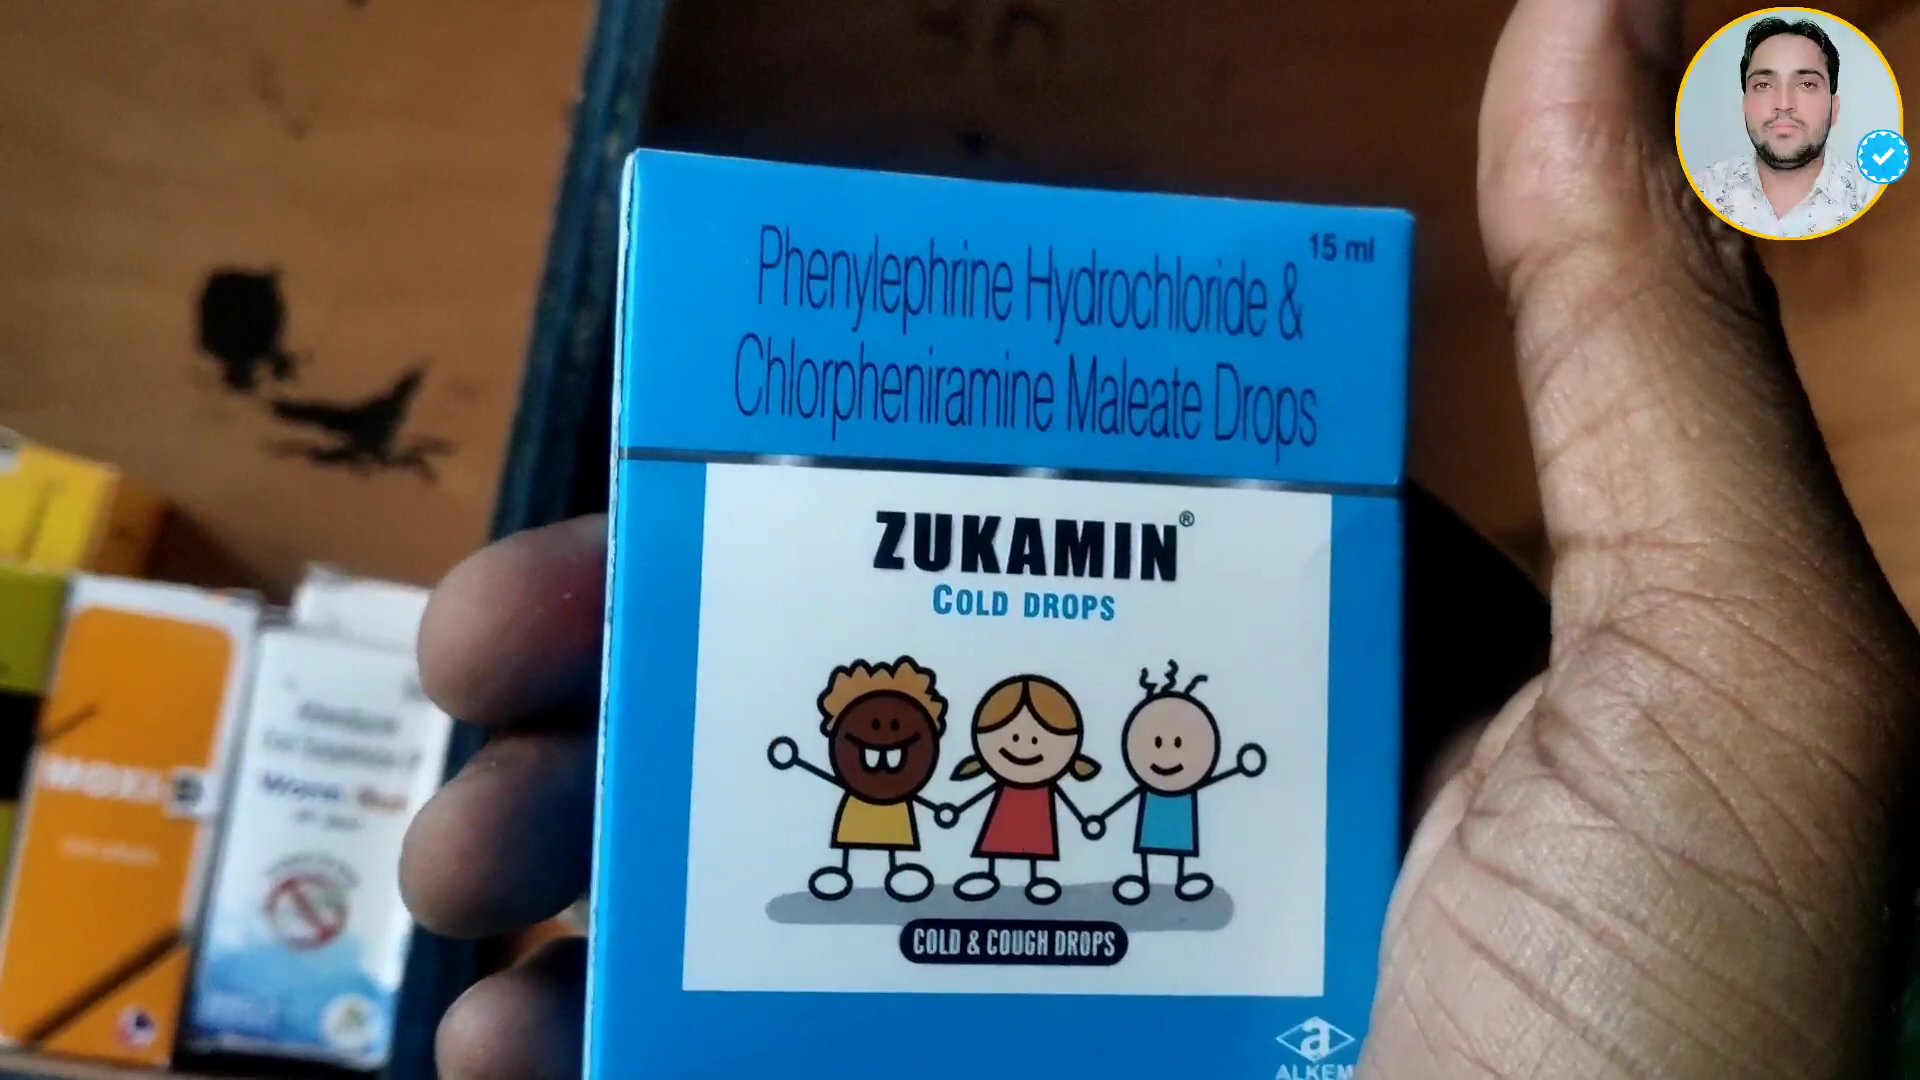 15 ml
Phenylephrine Hydrochloride &
Chlorpheniramine Maleate Drops
ZUKAMIN®
COLD DROPS
COLD & COUGH DROPS
a
ALKEM